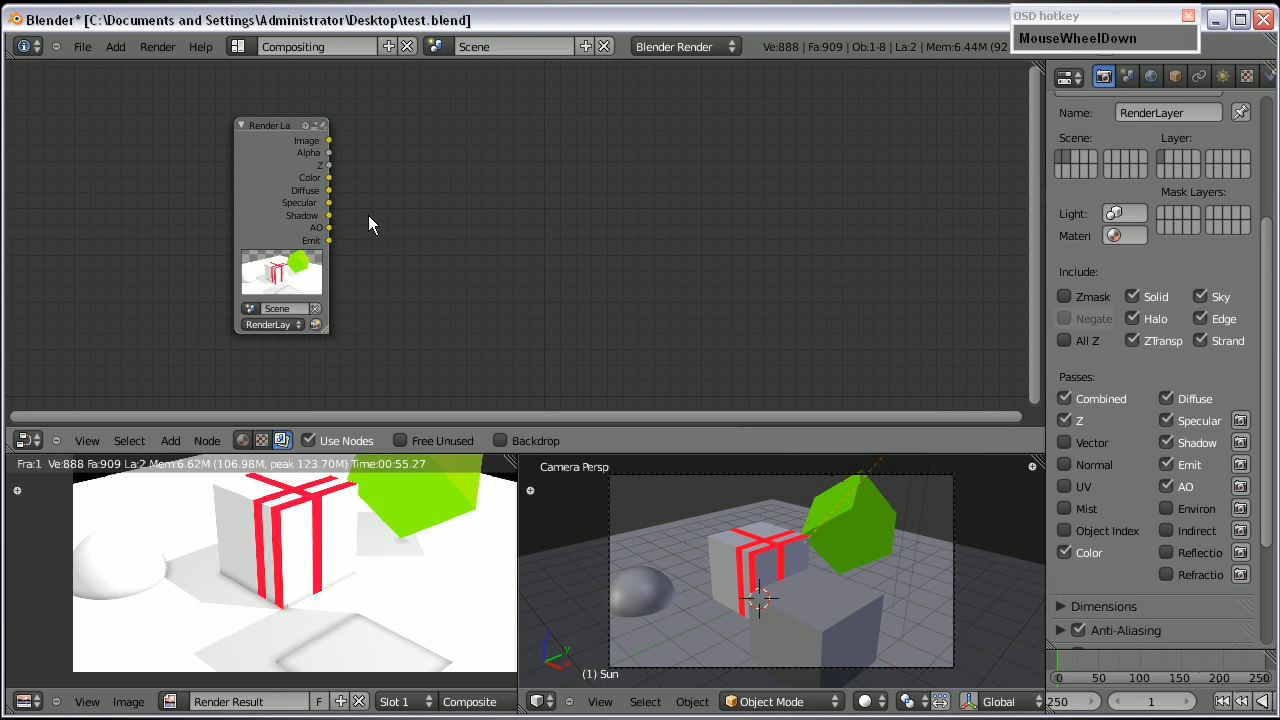 Blender* [C:\Documents and Settings\Administrator\Desktop\test.blend]
OSD hotkey
MouseWheelDown
File Add Render Help Compositing Scene Blender Render Ve:888 | Fa:909 | Ob:1-8 | La:2 | Mem:6.44M (92
Render La
Image
Alpha
Z
Color
Diffuse
Specular
Shadow
AO
Emit
Scene
RenderLay
Name: RenderLayer
Scene: Layer:
Mask Layers:
Light:
Materi
Include:
Zmask Solid Sky
Negate Halo Edge
All Z ZTransp Strand
Passes:
Combined Diffuse
Z Specular
Vector Shadow
Normal Emit
UV AO
Mist Environ
Object Index Indirect
Color Reflectio
Refractio
Dimensions
Anti-Aliasing
View Select Add Node Use Nodes Free Unused Backdrop
Fra:1 Ve:888 Fa:909 La:2 Mem:6.62M (106.98M, peak 123.70M) Time:00:55.27
Camera Persp
z
y
x
(1) Sun
0 50 100 150 200 250
View Image Render Result F Slot 1 Composite
View Select Object Object Mode Global
250 1